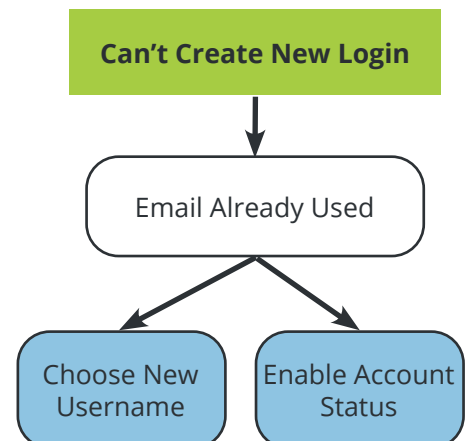 Can’t Create New Login
Email Already Used
Choose New
Username
Enable Account
Status